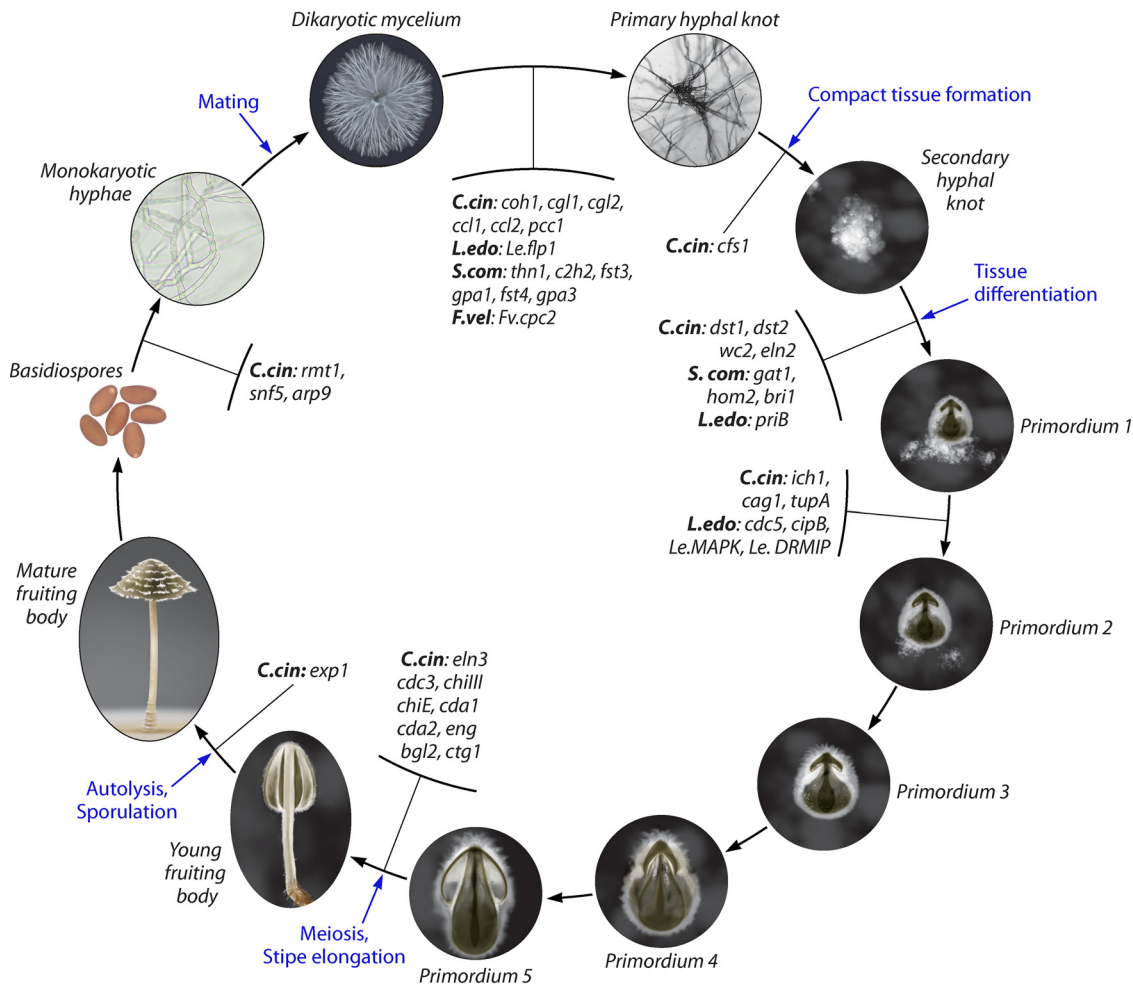 Dikaryotic mycelium
Primary hyphal knot
Mating
Compact tissue formation
Monokaryotic
hyphae
Secondary
hyphal
knot
C.cin: coh1, cgl1, cgl2,
ccl1, ccl2, pcc1
L.edo: Le.flp1
S.com: thn1, c2h2, fst3,
gpa1, fst4, gpa3
F.vel: Fv.cpc2
C.cin: cfs1
Tissue
differentiation
C.cin: dst1, dst2
wc2, eln2
S. com: gat1,
hom2, bri1
L.edo: priB
Basidiospores
C.cin: rmt1,
snf5, arp9
Primordium 1
C.cin: ich1,
cag1, tupA
L.edo: cdc5, cipB,
Le.MAPK, Le. DRMIP
Mature
fruiting
body
Primordium 2
C.cin: exp1
C.cin: eln3
cdc3, chiIII
chiE, cda1
cda2, eng
bgl2, ctg1
Autolysis,
Sporulation
Primordium 3
Young
fruiting
body
Meiosis,
Stipe elongation
Primordium 5
Primordium 4